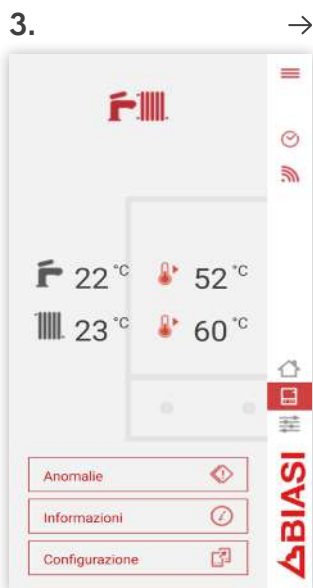 3.
22 °C 52 °C
23 °C 60 °C
Anomalie
Informazioni
Configurazione
BIASI